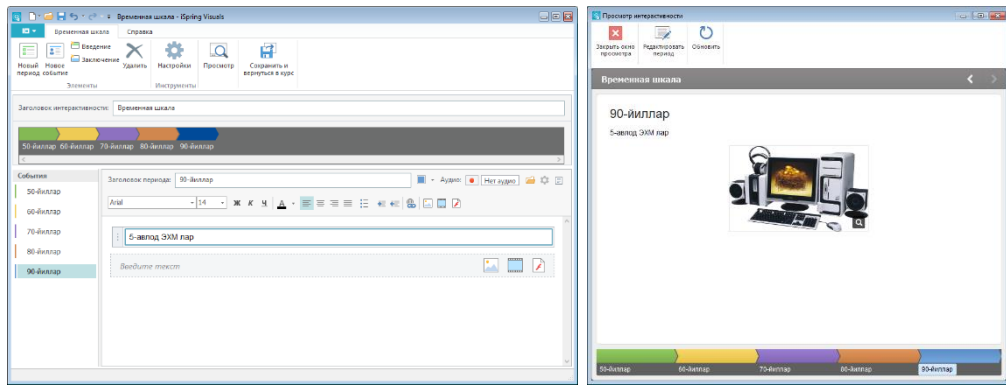 Временная шкала - iSpring Visuals
Временная шкала Справка
Новый период
Новое событие
Введение
Заключение
Удалить
Настройки
Просмотр
Сохранить и вернуться в курс
Элементы
Инструменты
Заголовок интерактивности: Временная шкала
50-йиллар 60-йиллар 70-йиллар 80-йиллар 90-йиллар
События
50-йиллар
60-йиллар
70-йиллар
80-йиллар
90-йиллар
Заголовок периода: 90-йиллар
Аудио: Нет аудио
Arial 14 Ж К Ч А
5-авлод ЭХМ лар
Введите текст
Просмотр интерактивности
Закрыть окно просмотра
Редактировать период
Обновить
Временная шкала
90-йиллар
5-авлод ЭХМ лар
50-йиллар 60-йиллар 70-йиллар 80-йиллар 90-йиллар